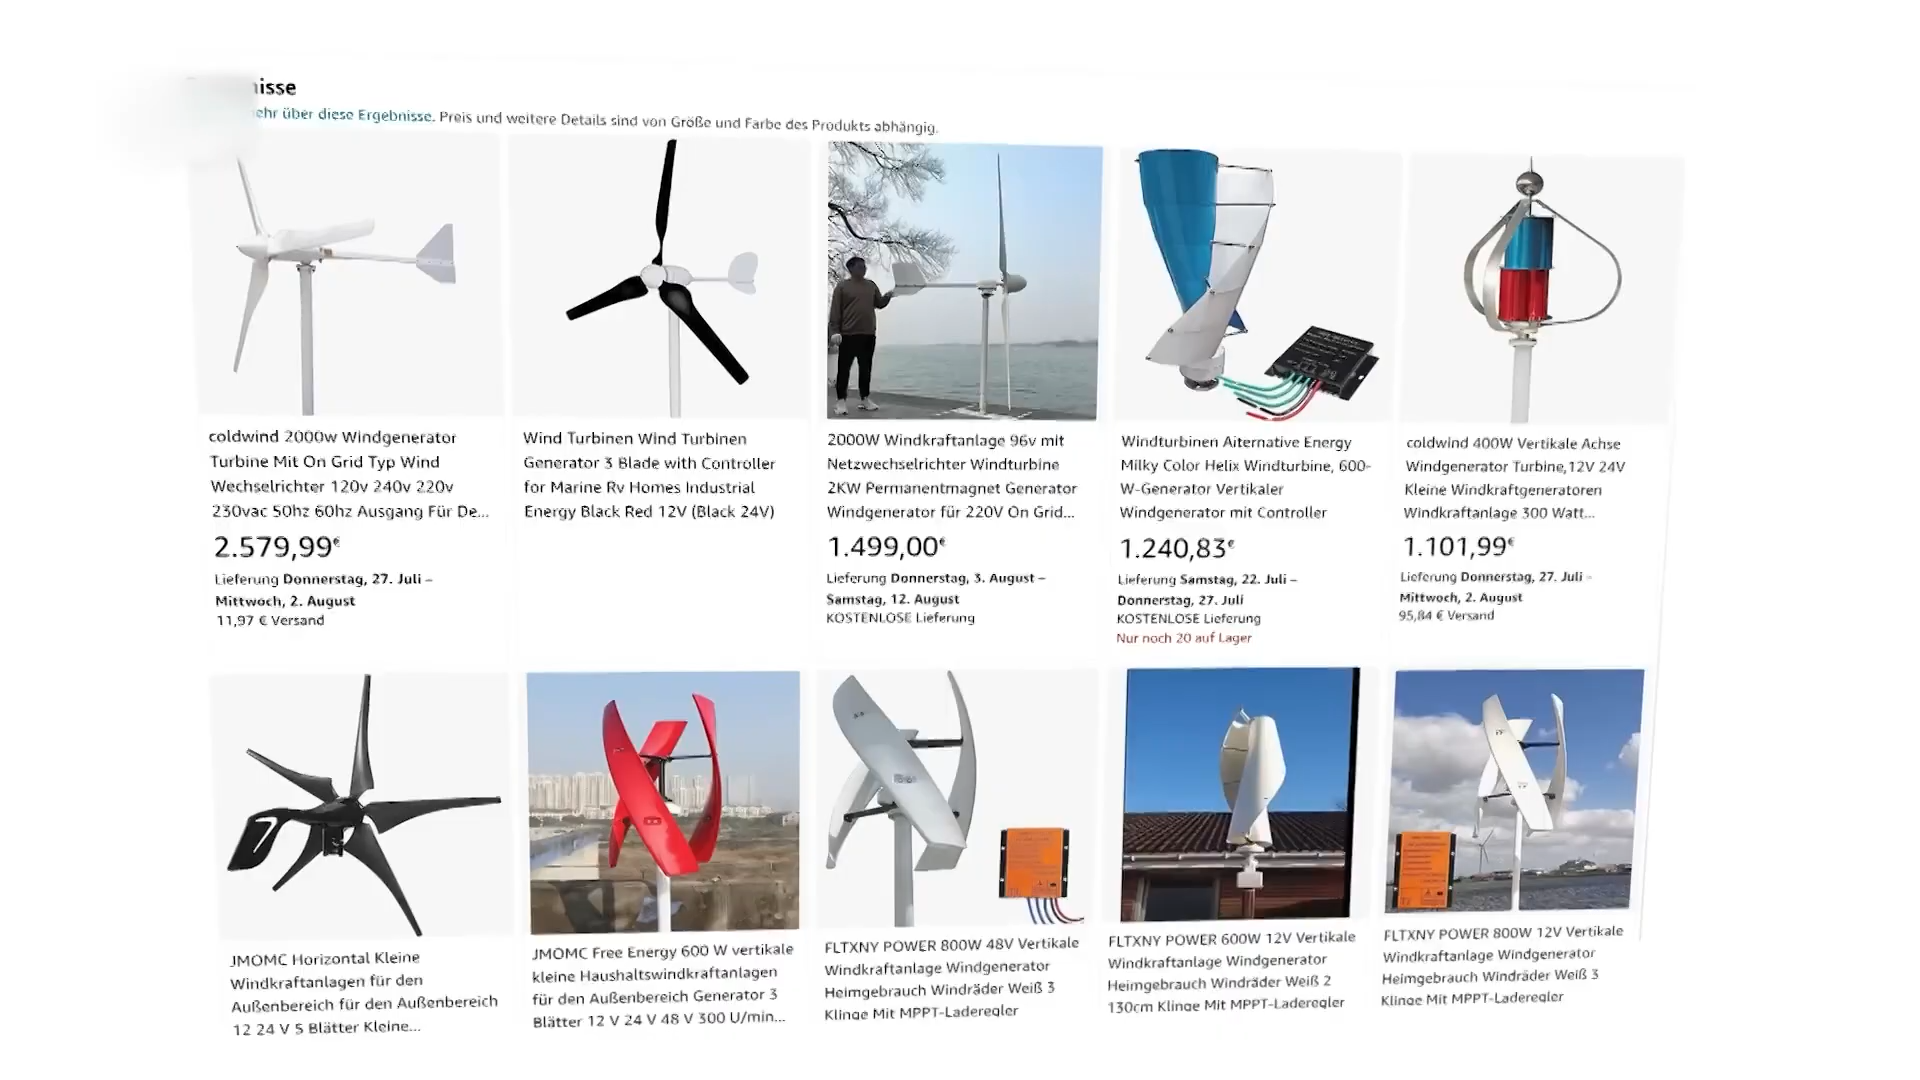 nisse
ehr über diese Ergebnisse. Preis und weitere Details sind von Größe und Farbe des Produkts abhängig.
coldwind 2000w Windgenerator
Turbine Mit On Grid Typ Wind
Wechselrichter 120v 240v 220v
230vac 50hz 60hz Ausgang Für De...
2.579,99€
Lieferung Donnerstag, 27. Juli –
Mittwoch, 2. August
11,97 € Versand
Wind Turbinen Wind Turbinen
Generator 3 Blade with Controller
for Marine Rv Homes Industrial
Energy Black Red 12V (Black 24V)
2000W Windkraftanlage 96v mit
Netzwechselrichter Windturbine
2KW Permanentmagnet Generator
Windgenerator für 220V On Grid...
1.499,00€
Lieferung Donnerstag, 3. August –
Samstag, 12. August
KOSTENLOSE Lieferung
Windturbinen Alternative Energy
Milky Color Helix Windturbine, 600-
W-Generator Vertikaler
Windgenerator mit Controller
1.240,83€
Lieferung Samstag, 22. Juli –
Donnerstag, 27. Juli
KOSTENLOSE Lieferung
Nur noch 20 auf Lager
coldwind 400W Vertikale Achse
Windgenerator Turbine,12V 24V
Kleine Windkraftgeneratoren
Windkraftanlage 300 Watt...
1.101,99€
Lieferung Donnerstag, 27. Juli –
Mittwoch, 2. August
95,84 € Versand
JMOMC Horizontal Kleine
Windkraftanlagen für den
Außenbereich für den Außenbereich
12 24 V 5 Blätter Kleine...
JMOMC Free Energy 600 W vertikale
kleine Haushaltswindkraftanlagen
für den Außenbereich Generator 3
Blätter 12 V 24 V 48 V 300 U/min...
FLTXNY POWER 800W 48V Vertikale
Windkraftanlage Windgenerator
Heimgebrauch Windräder Weiß 3
Klinge Mit MPPT-Laderegler
FLTXNY POWER 600W 12V Vertikale
Windkraftanlage Windgenerator
Heimgebrauch Windräder Weiß 2
130cm Klinge Mit MPPT-Laderegler
FLTXNY POWER 800W 12V Vertikale
Windkraftanlage Windgenerator
Heimgebrauch Windräder Weiß 3
Klinge Mit MPPT-Laderegler